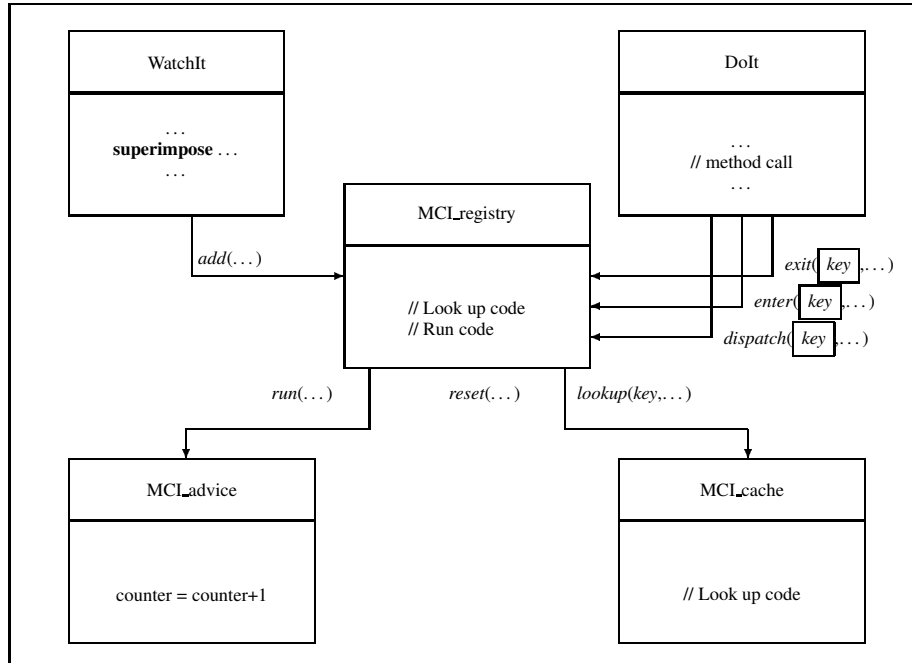 WatchIt
DoIt
. . .
superimpose . . .
. . .
. . .
// method call
. . .
MCI_registry
add(. . . )
exit( key ,. . . )
// Look up code
enter( key ,. . . )
// Run code
dispatch( key ,. . . )
run(. . . )
reset(. . . )
lookup(key,. . . )
MCI_advice
MCI_cache
counter = counter+1
// Look up code